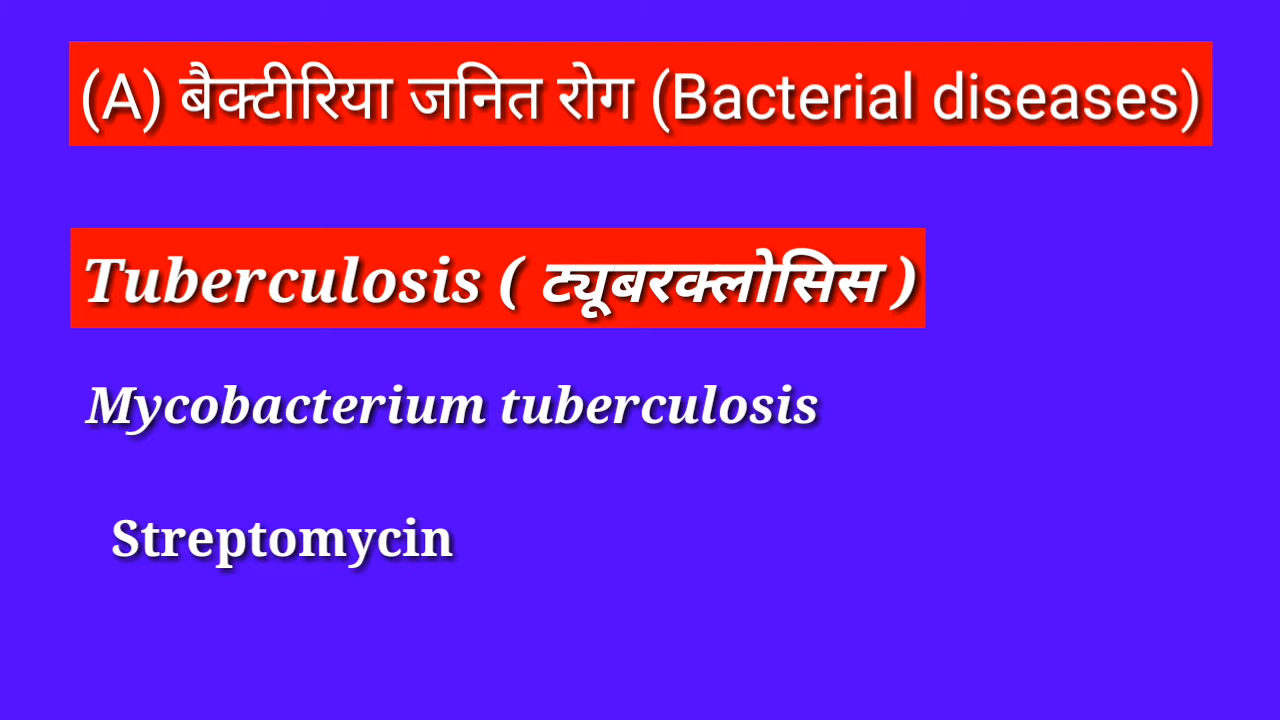 (A) बैक्टीरिया जनित रोग (Bacterial diseases)
Tuberculosis ( ट्यूबरक्लोसिस )
Mycobacterium tuberculosis
Streptomycin